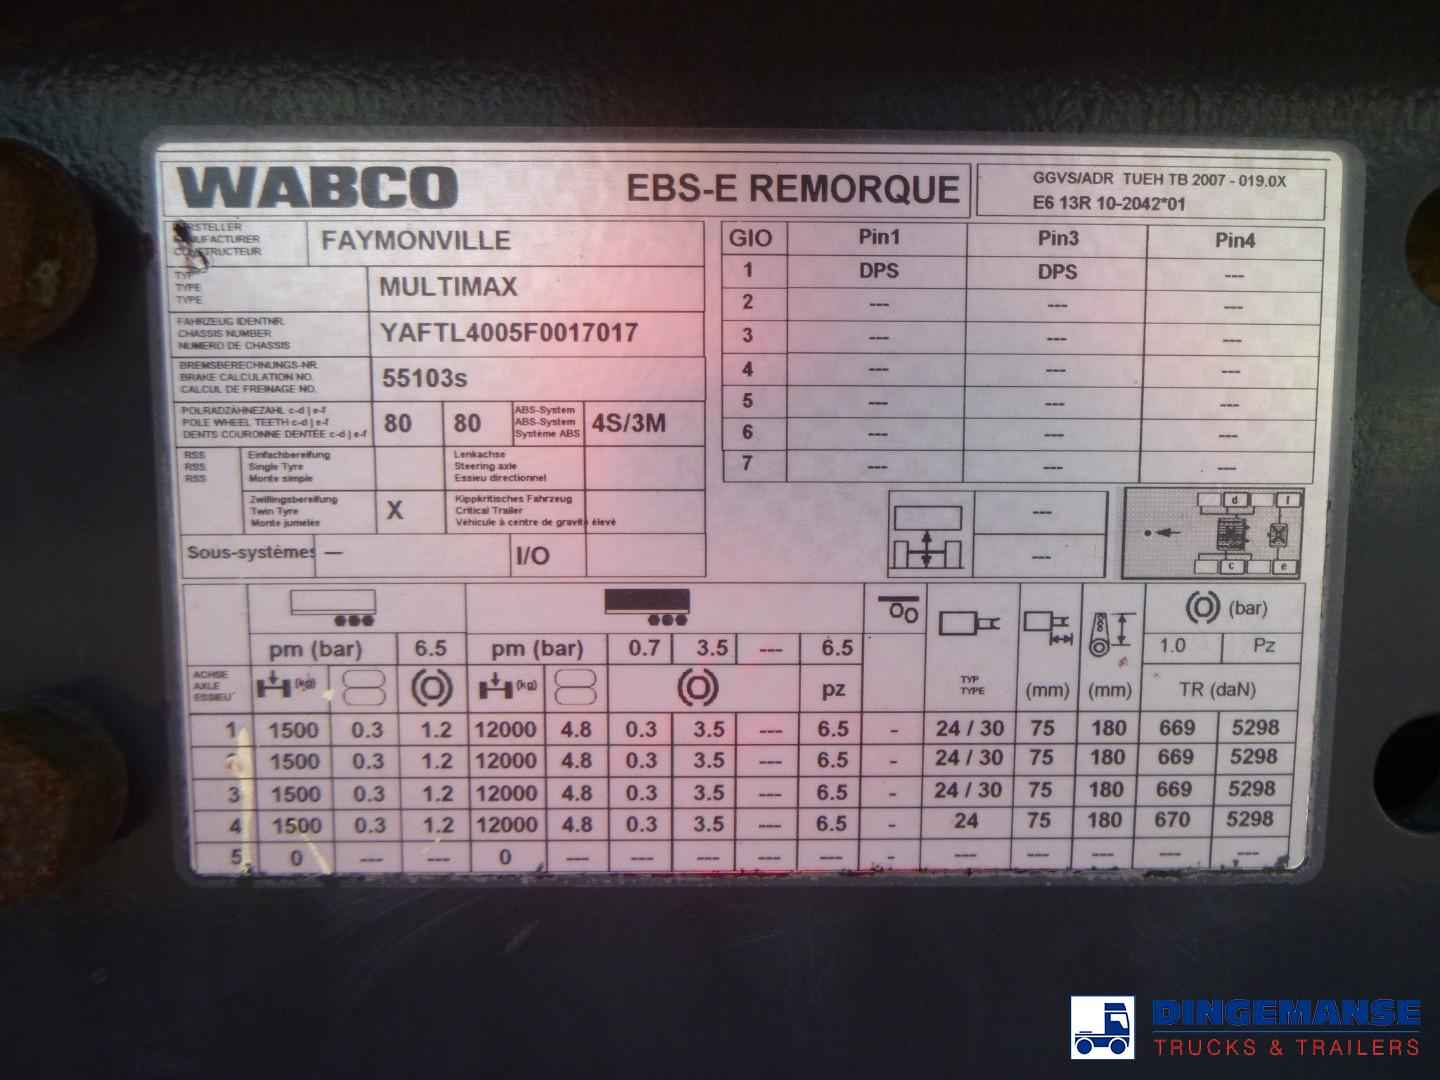 WABCO EBS-E REMORQUE GGVS/ADR TUEH TB 2007 - 019.0X
E6 13R 10-2042*01
HERSTELLER
MANUFACTURER
CONSTRUCTEUR
FAYMONVILLE
TYP
TYPE
TYPE
MULTIMAX
FAHRZEUG IDENTNR.
CHASSIS NUMBER
NUMERO DE CHASSIS
YAFTL4005F0017017
BREMSBERECHNUNGS-NR.
BRAKE CALCULATION NO.
CALCUL DE FREINAGE NO.
55103s
POLRADZÄHNEZAHL c-d | e-f
POLE WHEEL TEETH c-d | e-f
DENTS COURONNE DENTÉE c-d | e-f
80 80
ABS-System
ABS-System
Système ABS
4S/3M
RSS
RSS
RSS
Einfachbereifung
Single Tyre
Monte simple
Lenkachse
Steering axle
Essieu directionnel
Zwillingsbereifung
Twin Tyre
Monte jumelée
X
Kippkritisches Fahrzeug
Critical Trailer
Véhicule à centre de gravité élevé
Sous-systèmes — I/O
GIO Pin1 Pin3 Pin4
1 DPS DPS ---
2 --- --- ---
3 --- --- ---
4 --- --- ---
5 --- --- ---
6 --- --- ---
7 --- --- ---
---
---
d f
c e
pm (bar) 6.5 pm (bar) 0.7 3.5 --- 6.5 (bar)
1.0 Pz
ACHSE
AXLE
ESSIEU
(kg) (kg) pz
TYP
TYPE
(mm) (mm) TR (daN)
1 1500 0.3 1.2 12000 4.8 0.3 3.5 --- 6.5 - 24 / 30 75 180 669 5298
2 1500 0.3 1.2 12000 4.8 0.3 3.5 --- 6.5 - 24 / 30 75 180 669 5298
3 1500 0.3 1.2 12000 4.8 0.3 3.5 --- 6.5 - 24 / 30 75 180 669 5298
4 1500 0.3 1.2 12000 4.8 0.3 3.5 --- 6.5 - 24 75 180 670 5298
5 0 --- --- 0 --- --- --- --- --- - --- --- --- --- ---
DINGEMANSE
TRUCKS & TRAILERS